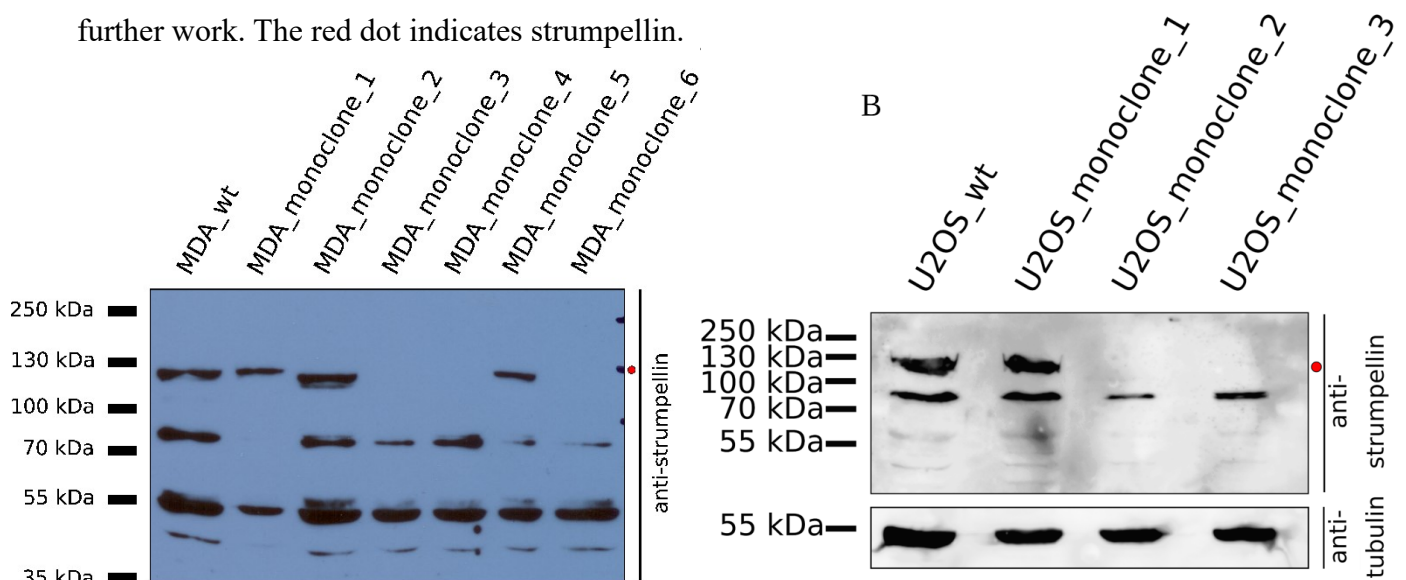 further work. The red dot indicates strumpellin.
MDA_wt
MDA_monoclone_1
MDA_monoclone_2
MDA_monoclone_3
MDA_monoclone_4
MDA_monoclone_5
MDA_monoclone_6
250 kDa
130 kDa
100 kDa
70 kDa
55 kDa
35 kDa
anti-strumpellin
B
U2OS_wt
U2OS_monoclone_1
U2OS_monoclone_2
U2OS_monoclone_3
250 kDa
130 kDa
100 kDa
70 kDa
55 kDa
anti-
strumpellin
55 kDa
anti-
tubulin